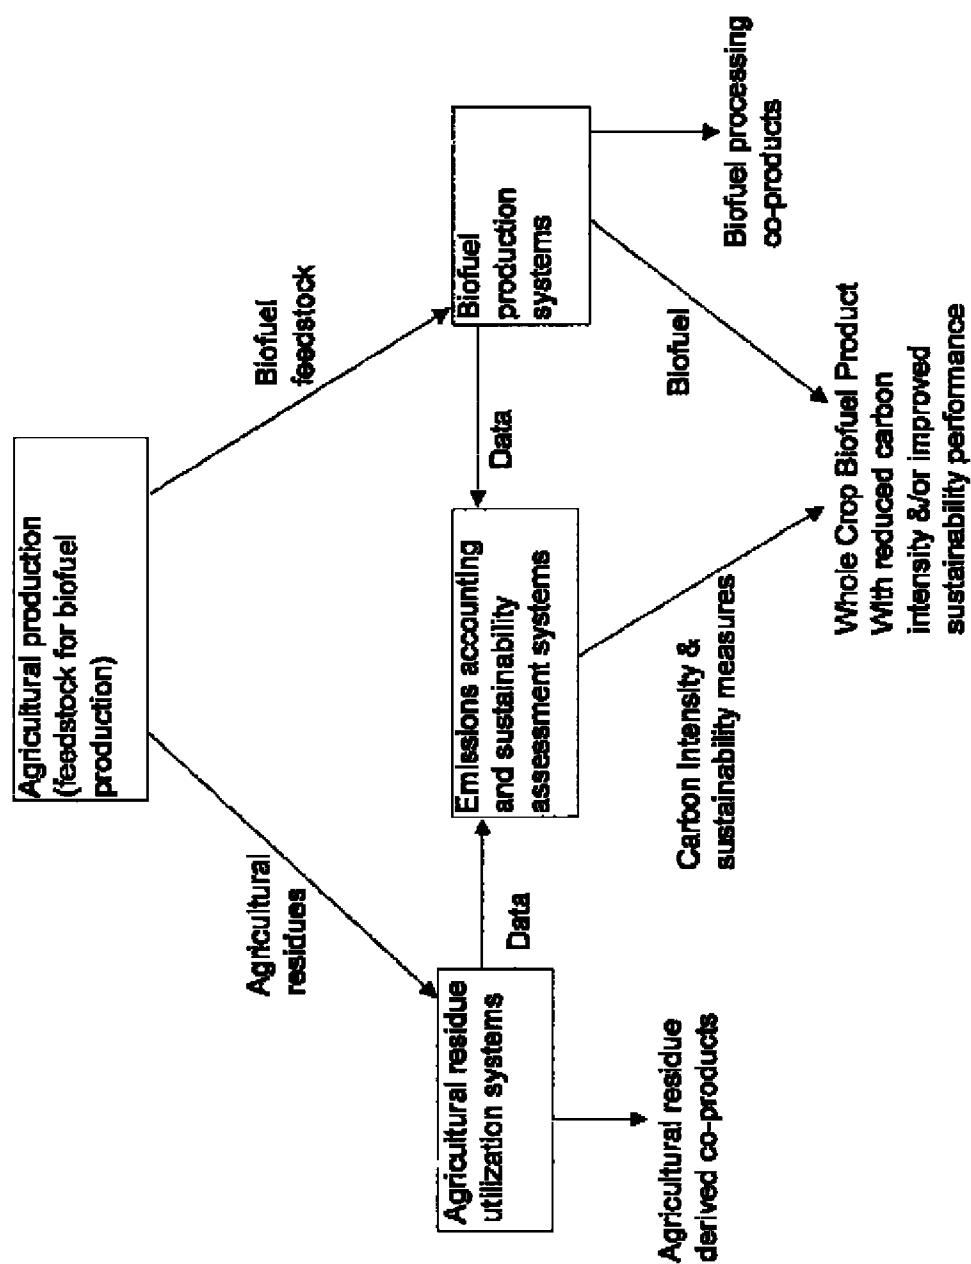 Agricultural production
(feedstock for biofuel
production)
Agricultural
residues
Biofuel
feedstock
Agricultural residue
utilization systems
Data
Emissions accounting
and sustainability
assessment systems
Data
Biofuel
production
systems
Agricultural residue
derived co-products
Carbon Intensity &
sustainability measures
Biofuel
Biofuel processing
co-products
Whole Crop Biofuel Product
With reduced carbon
intensity &/or improved
sustainability performance